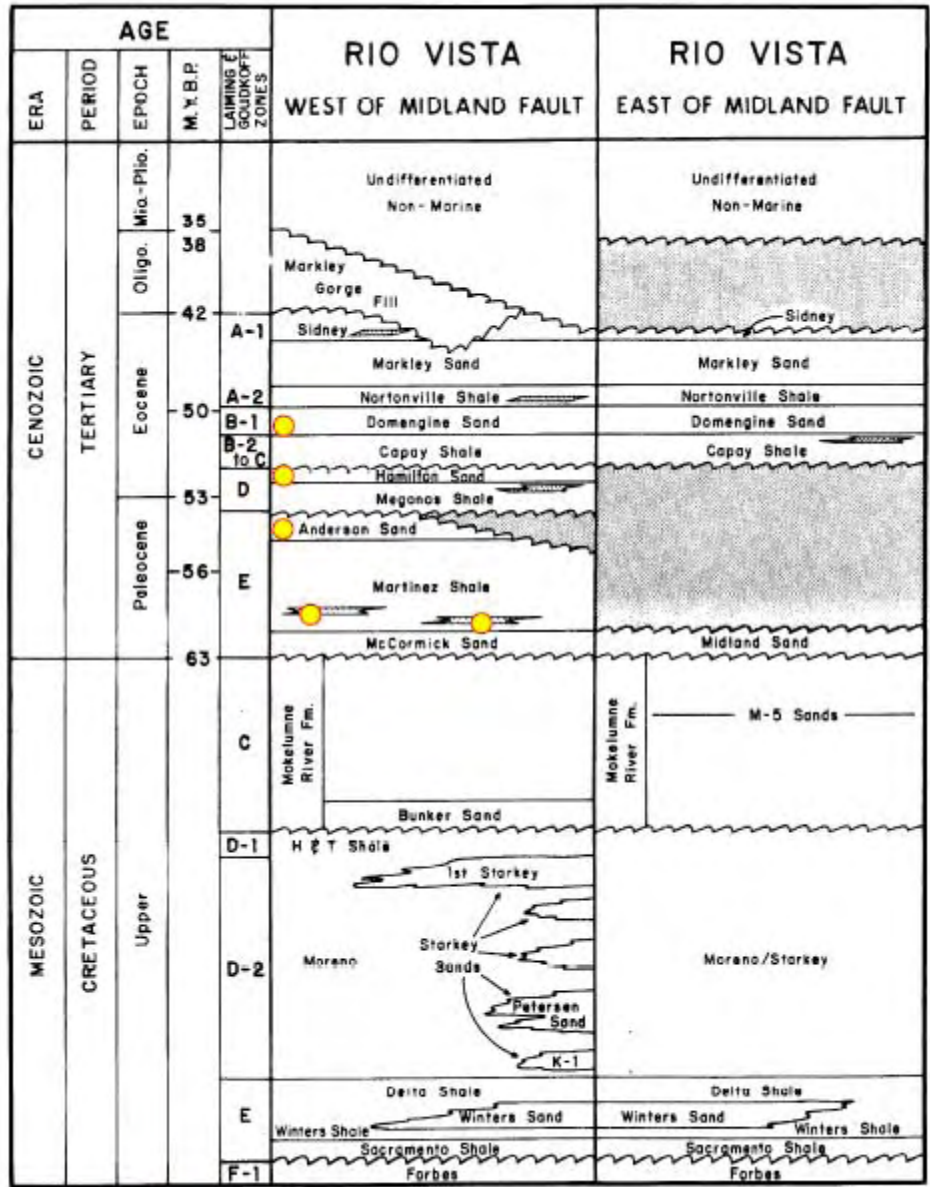 AGE
ERA
PERIOD
EPOCH
M.Y.B.P.
LAIMING &
GOUDKOFF
ZONES
RIO VISTA
WEST OF MIDLAND FAULT
RIO VISTA
EAST OF MIDLAND FAULT
CENOZOIC
MESOZOIC
TERTIARY
CRETACEOUS
Mio.-Plio.
Oligo.
Eocene
Paleocene
Upper
35
38
42
50
53
56
63
A-1
A-2
B-1
B-2
to C
D
E
C
D-1
D-2
E
F-1
Undifferentiated
Non-Marine
Markley
Gorge
Fill
Sidney
Markley Sand
Nortonville Shale
Domengine Sand
Capay Shale
Hamilton Sand
Meganos Shale
Anderson Sand
Martinez Shale
McCormick Sand
Mokelumne
River Fm.
Bunker Sand
H & T Shale
1st Starkey
Starkey
Sands
Moreno
Petersen
Sand
K-1
Delta Shale
Winters Sand
Winters Shale
Sacramento Shale
Forbes
Undifferentiated
Non-Marine
Sidney
Markley Sand
Nortonville Shale
Domengine Sand
Capay Shale
Midland Sand
Mokelumne
River Fm.
M-5 Sands
Moreno/Starkey
Delta Shale
Winters Sand
Winters Shale
Sacramento Shale
Forbes